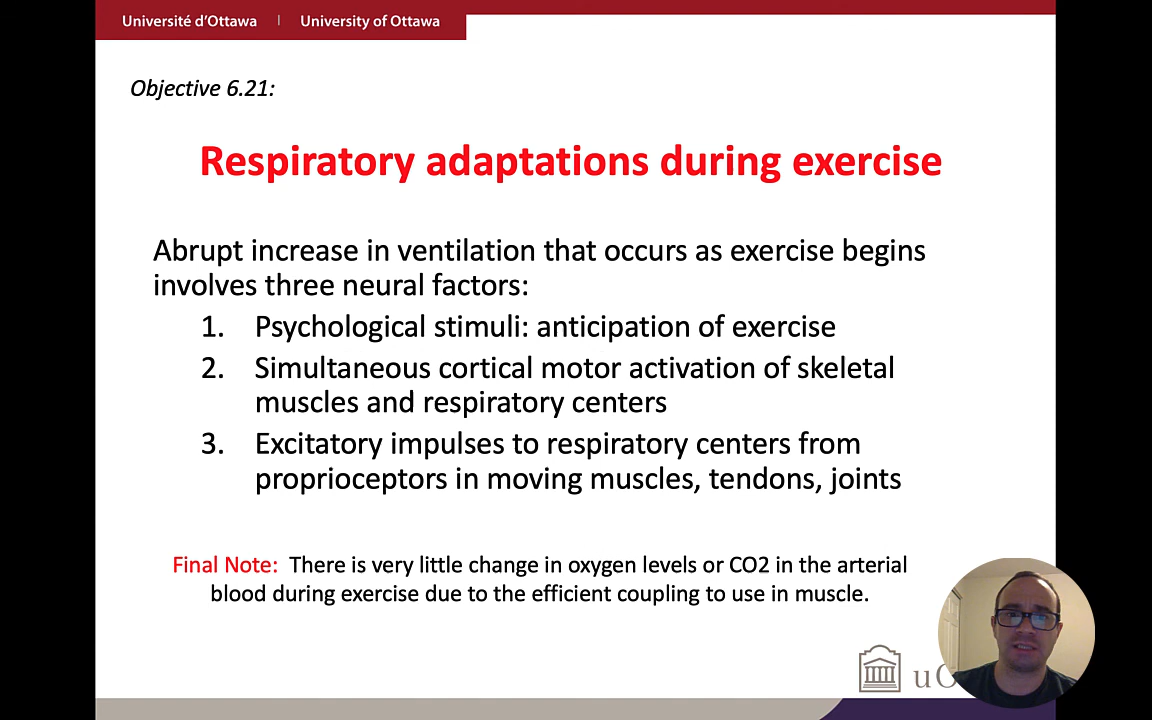 Université d'Ottawa | University of Ottawa
Objective 6.21:
Respiratory adaptations during exercise
Abrupt increase in ventilation that occurs as exercise begins
involves three neural factors:
1. Psychological stimuli: anticipation of exercise
2. Simultaneous cortical motor activation of skeletal
muscles and respiratory centers
3. Excitatory impulses to respiratory centers from
proprioceptors in moving muscles, tendons, joints
Final Note: There is very little change in oxygen levels or CO2 in the arterial
blood during exercise due to the efficient coupling to use in muscle.